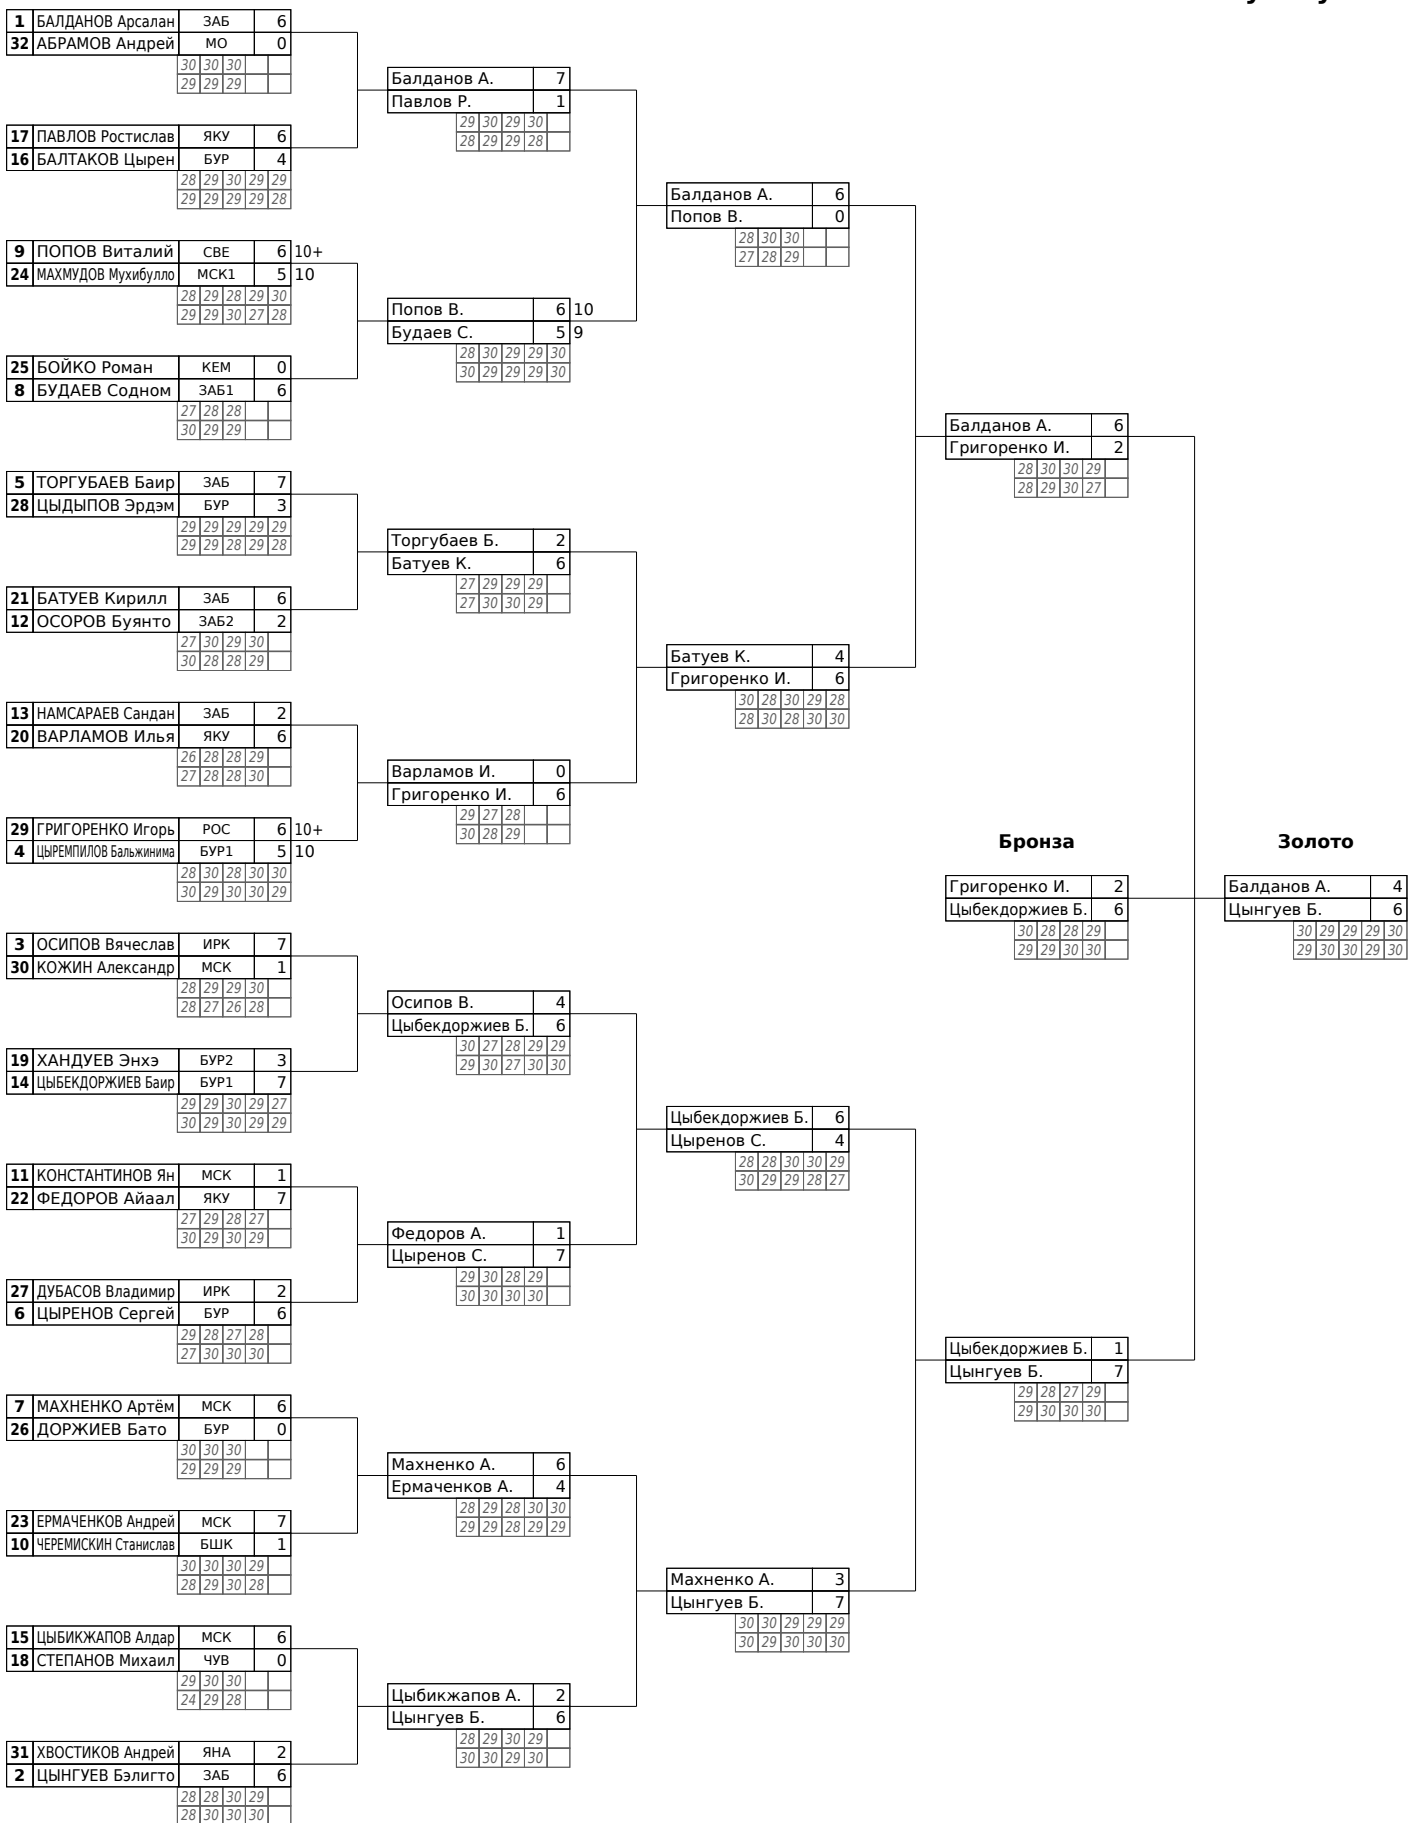 1 БАЛДАНОВ Арсалан ЗАБ 6
32 АБРАМОВ Андрей МО 0
30 30 30
29 29 29
Балданов А. 7
Павлов Р. 1
29 30 29 30
28 29 29 28
17 ПАВЛОВ Ростислав ЯКУ 6
16 БАЛТАКОВ Цырен БУР 4
28 29 30 29 29
29 29 29 29 28
Балданов А. 6
Попов В. 0
28 30 30
27 28 29
9 ПОПОВ Виталий СВЕ 6 10+
24 МАХМУДОВ Мухибулло МСК1 5 10
28 29 28 29 30
29 29 30 27 28
Попов В. 6 10
Будаев С. 5 9
28 30 29 29 30
30 29 29 29 30
25 БОЙКО Роман КЕМ 0
8 БУДАЕВ Содном ЗАБ1 6
27 28 28
30 29 29
Балданов А. 6
Григоренко И. 2
28 30 30 29
28 29 30 27
5 ТОРГУБАЕВ Баир ЗАБ 7
28 ЦЫДЫПОВ Эрдэм БУР 3
29 29 29 29 29
29 29 28 29 28
Торгубаев Б. 2
Батуев К. 6
27 29 29 29
27 30 30 29
21 БАТУЕВ Кирилл ЗАБ 6
12 ОСОРОВ Буянто ЗАБ2 2
27 30 29 30
30 28 28 29
Батуев К. 4
Григоренко И. 6
30 28 30 29 28
28 30 28 30 30
13 НАМСАРАЕВ Сандан ЗАБ 2
20 ВАРЛАМОВ Илья ЯКУ 6
26 28 28 29
27 28 28 30
Варламов И. 0
Григоренко И. 6
29 27 28
30 28 29
29 ГРИГОРЕНКО Игорь РОС 6 10+
4 ЦЫРЕМПИЛОВ Бальжинима БУР1 5 10
28 30 28 30 30
30 29 30 30 29
Бронза
Золото
Григоренко И. 2
Цыбекдоржиев Б. 6
30 28 28 29
29 29 30 30
Балданов А. 4
Цынгуев Б. 6
30 29 29 29 30
29 30 30 29 30
3 ОСИПОВ Вячеслав ИРК 7
30 КОЖИН Александр МСК 1
28 29 29 30
28 27 26 28
Осипов В. 4
Цыбекдоржиев Б. 6
30 27 28 29 29
29 30 27 30 30
19 ХАНДУЕВ Энхэ БУР2 3
14 ЦЫБЕКДОРЖИЕВ Баир БУР1 7
29 29 30 29 27
30 29 30 29 29
Цыбекдоржиев Б. 6
Цыренов С. 4
28 28 30 30 29
30 29 29 28 27
11 КОНСТАНТИНОВ Ян МСК 1
22 ФЕДОРОВ Айаал ЯКУ 7
27 29 28 27
30 29 30 29
Федоров А. 1
Цыренов С. 7
29 30 28 29
30 30 30 30
27 ДУБАСОВ Владимир ИРК 2
6 ЦЫРЕНОВ Сергей БУР 6
29 28 27 28
27 30 30 30
Цыбекдоржиев Б. 1
Цынгуев Б. 7
29 28 27 29
29 30 30 30
7 МАХНЕНКО Артём МСК 6
26 ДОРЖИЕВ Бато БУР 0
30 30 30
29 29 29
Махненко А. 6
Ермаченков А. 4
28 29 28 30 30
29 29 28 29 29
23 ЕРМАЧЕНКОВ Андрей МСК 7
10 ЧЕРЕМИСКИН Станислав БШК 1
30 30 30 29
28 29 30 28
Махненко А. 3
Цынгуев Б. 7
30 30 29 29 29
30 29 30 30 30
15 ЦЫБИКЖАПОВ Алдар МСК 6
18 СТЕПАНОВ Михаил ЧУВ 0
29 30 30
24 29 28
Цыбикжапов А. 2
Цынгуев Б. 6
28 29 30 29
30 30 29 30
31 ХВОСТИКОВ Андрей ЯНА 2
2 ЦЫНГУЕВ Бэлигто ЗАБ 6
28 28 30 29
28 30 30 30